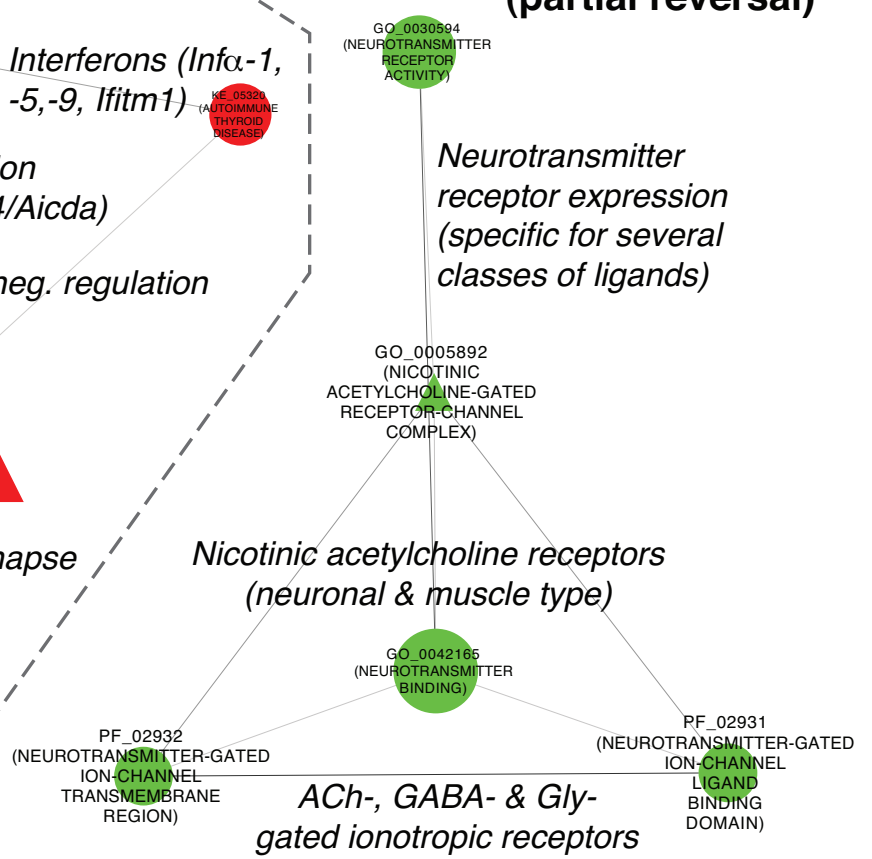 (partial reversal)
GO_0030594
(NEUROTRANSMITTER
RECEPTOR
ACTIVITY)
Interferons (Infα-1,
-5,-9, Ifitm1)
KE_05320
(AUTOIMMUNE
THYROID
DISEASE)
ion
4/Aicda)
neg. regulation
Neurotransmitter
receptor expression
(specific for several
classes of ligands)
GO_0005892
(NICOTINIC
ACETYLCHOLINE-GATED
RECEPTOR-CHANNEL
COMPLEX)
napse
Nicotinic acetylcholine receptors
(neuronal & muscle type)
GO_0042165
(NEUROTRANSMITTER
BINDING)
PF_02932
(NEUROTRANSMITTER-GATED
ION-CHANNEL
TRANSMEMBRANE
REGION)
PF_02931
(NEUROTRANSMITTER-GATED
ION-CHANNEL
LIGAND
BINDING
DOMAIN)
ACh-, GABA- & Gly-
gated ionotropic receptors